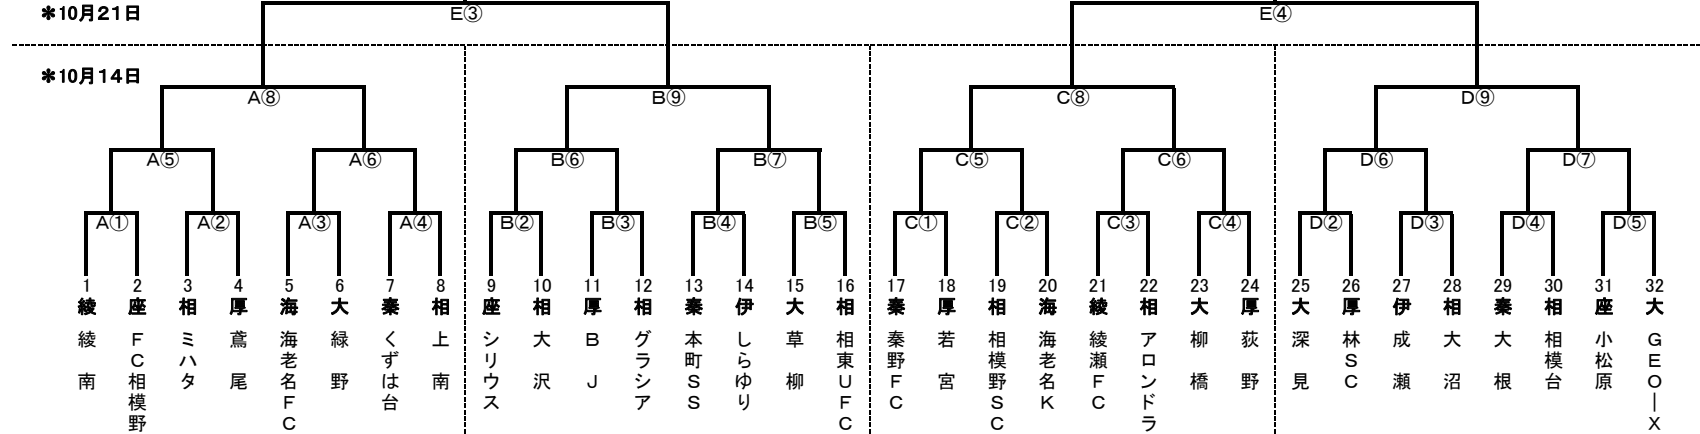 ＊10月21日
E③ E④
＊10月14日
A⑧ B⑨ C⑧ D⑨
A⑤ A⑥ B⑥ B⑦ C⑤ C⑥ D⑥ D⑦
A① A② A③ A④ B② B③ B④ B⑤ C① C② C③ C④ D② D③ D④ D⑤
1 2 3 4 5 6 7 8 9 10 11 12 13 14 15 16 17 18 19 20 21 22 23 24 25 26 27 28 29 30 31 32
綾 座 相 厚 海 大 秦 相 座 相 厚 相 秦 伊 大 相 秦 厚 相 海 綾 相 大 厚 大 厚 伊 相 秦 相 座 大
綾南
ＦＣ相模野
ミハタ
鳶尾
海老名ＦＣ
緑野
くずは台
上南
シリウス
大沢
ＢＪ
グラシア
本町ＳＳ
しらゆり
草柳
相東ＵＦＣ
秦野ＦＣ
若宮
相模野ＳＣ
海老名Ｋ
綾瀬ＦＣ
アロンドラ
柳橋
荻野
深見
林ＳＣ
成瀬
大沼
大根
相模台
小松原
ＧＥＯ―Ｘ